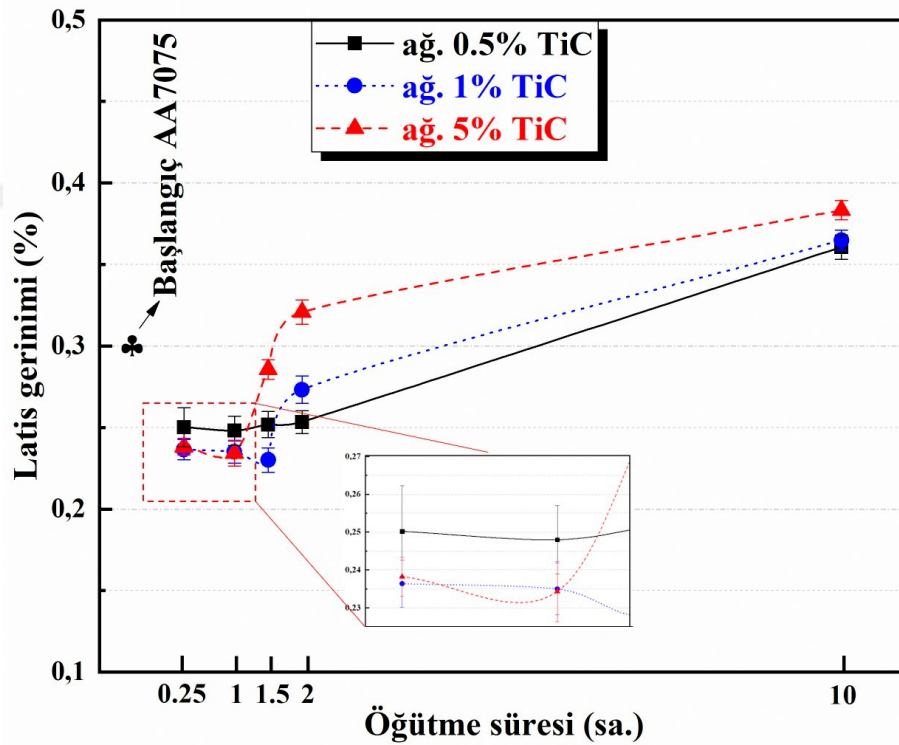 0,5
0,4
0,3
0,2
0,1
Latis gerinimi (%)
ağ. 0.5% TiC
ağ. 1% TiC
ağ. 5% TiC
Başlangıç AA7075
0,27
0,26
0,25
0,24
0,23
0.25
1
1.5
2
10
Öğütme süresi (sa.)